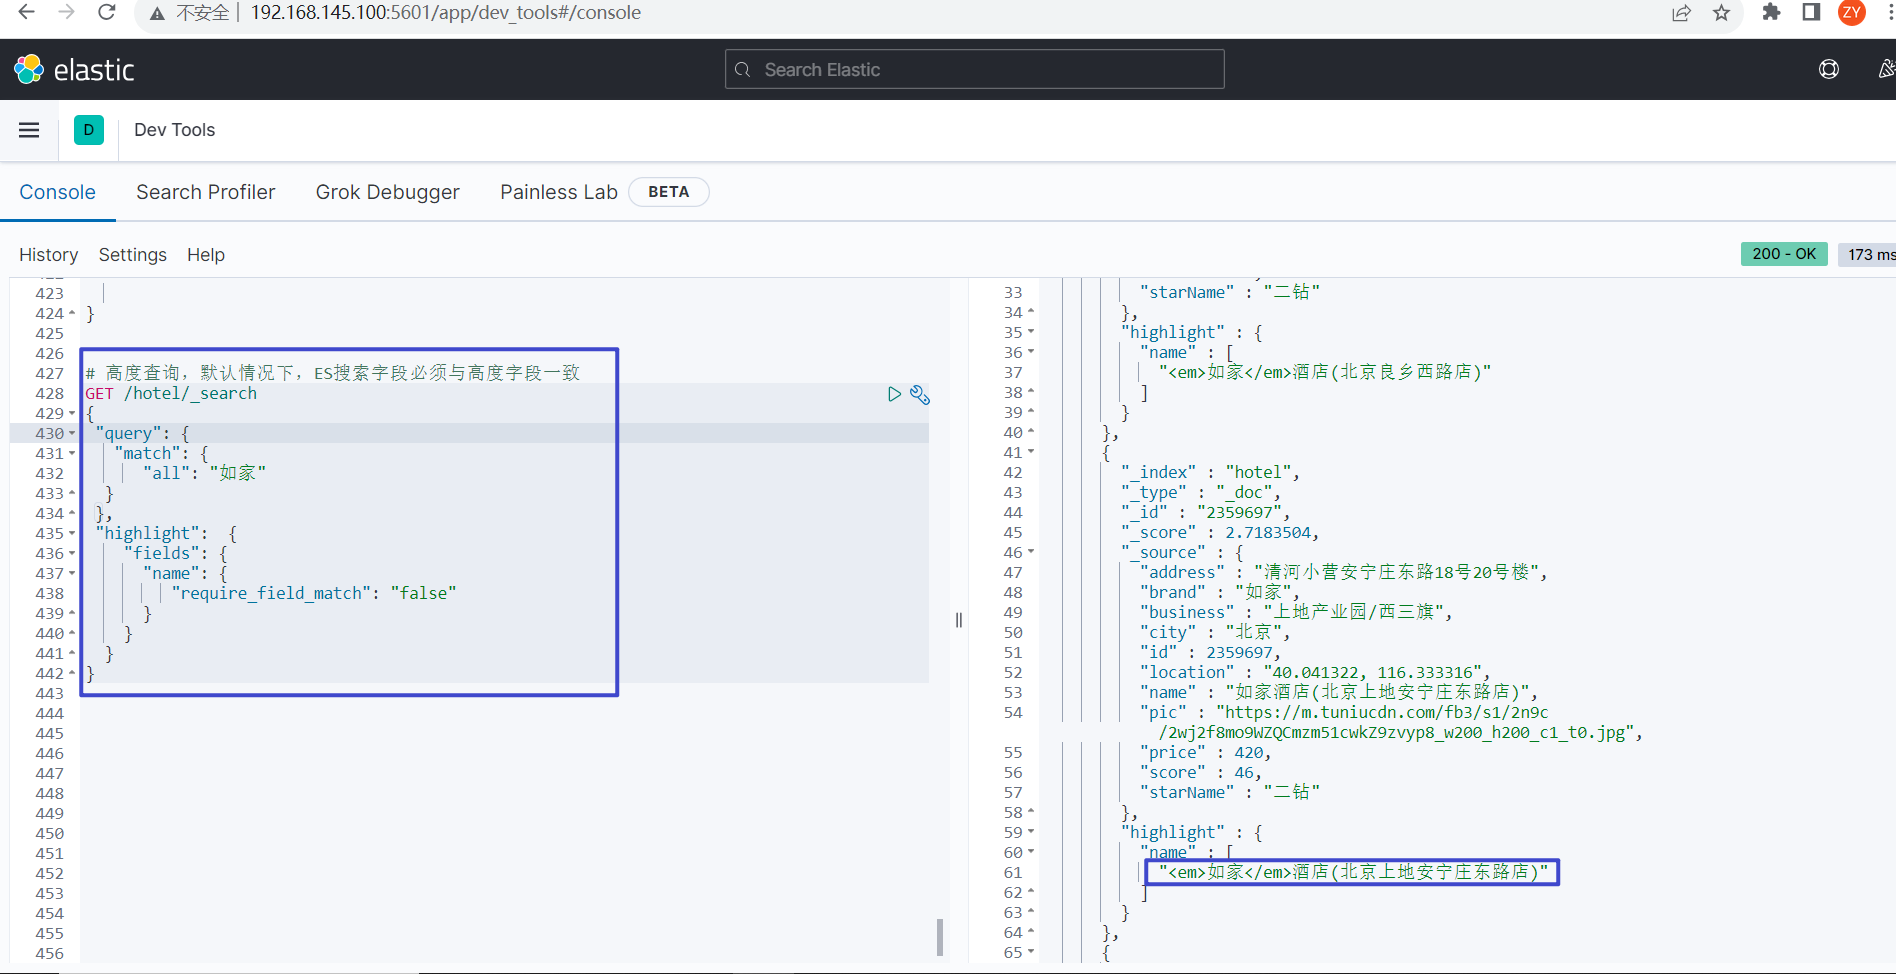 不安全 192.168.145.100:5601/app/dev_tools#/console
ZY
elastic
Search Elastic
D
Dev Tools
Console Search Profiler Grok Debugger Painless Lab BETA
History Settings Help
200 - OK 173 ms
423
424 }
425
426
427 # 高度查询，默认情况下，ES搜索字段必须与高度字段一致
428 GET /hotel/_search
429 {
430 "query": {
431 "match": {
432 "all": "如家"
433 }
434 },
435 "highlight": {
436 "fields": {
437 "name": {
438 "require_field_match": "false"
439 }
440 }
441 }
442 }
443
444
445
446
447
448
449
450
451
452
453
454
455
456
33 "starName" : "二钻"
34 },
35 "highlight" : {
36 "name" : [
37 "<em>如家</em>酒店(北京良乡西路店)"
38 ]
39 }
40 },
41 {
42 "_index" : "hotel",
43 "_type" : "_doc",
44 "_id" : "2359697",
45 "_score" : 2.7183504,
46 "_source" : {
47 "address" : "清河小营安宁庄东路18号20号楼",
48 "brand" : "如家",
49 "business" : "上地产业园/西三旗",
50 "city" : "北京",
51 "id" : 2359697,
52 "location" : "40.041322, 116.333316",
53 "name" : "如家酒店(北京上地安宁庄东路店)",
54 "pic" : "https://m.tuniucdn.com/fb3/s1/2n9c
/2wj2f8mo9WZQCmzm51cwkZ9zvyp8_w200_h200_c1_t0.jpg",
55 "price" : 420,
56 "score" : 46,
57 "starName" : "二钻"
58 },
59 "highlight" : {
60 "name" : [
61 "<em>如家</em>酒店(北京上地安宁庄东路店)"
62 ]
63 }
64 },
65 {